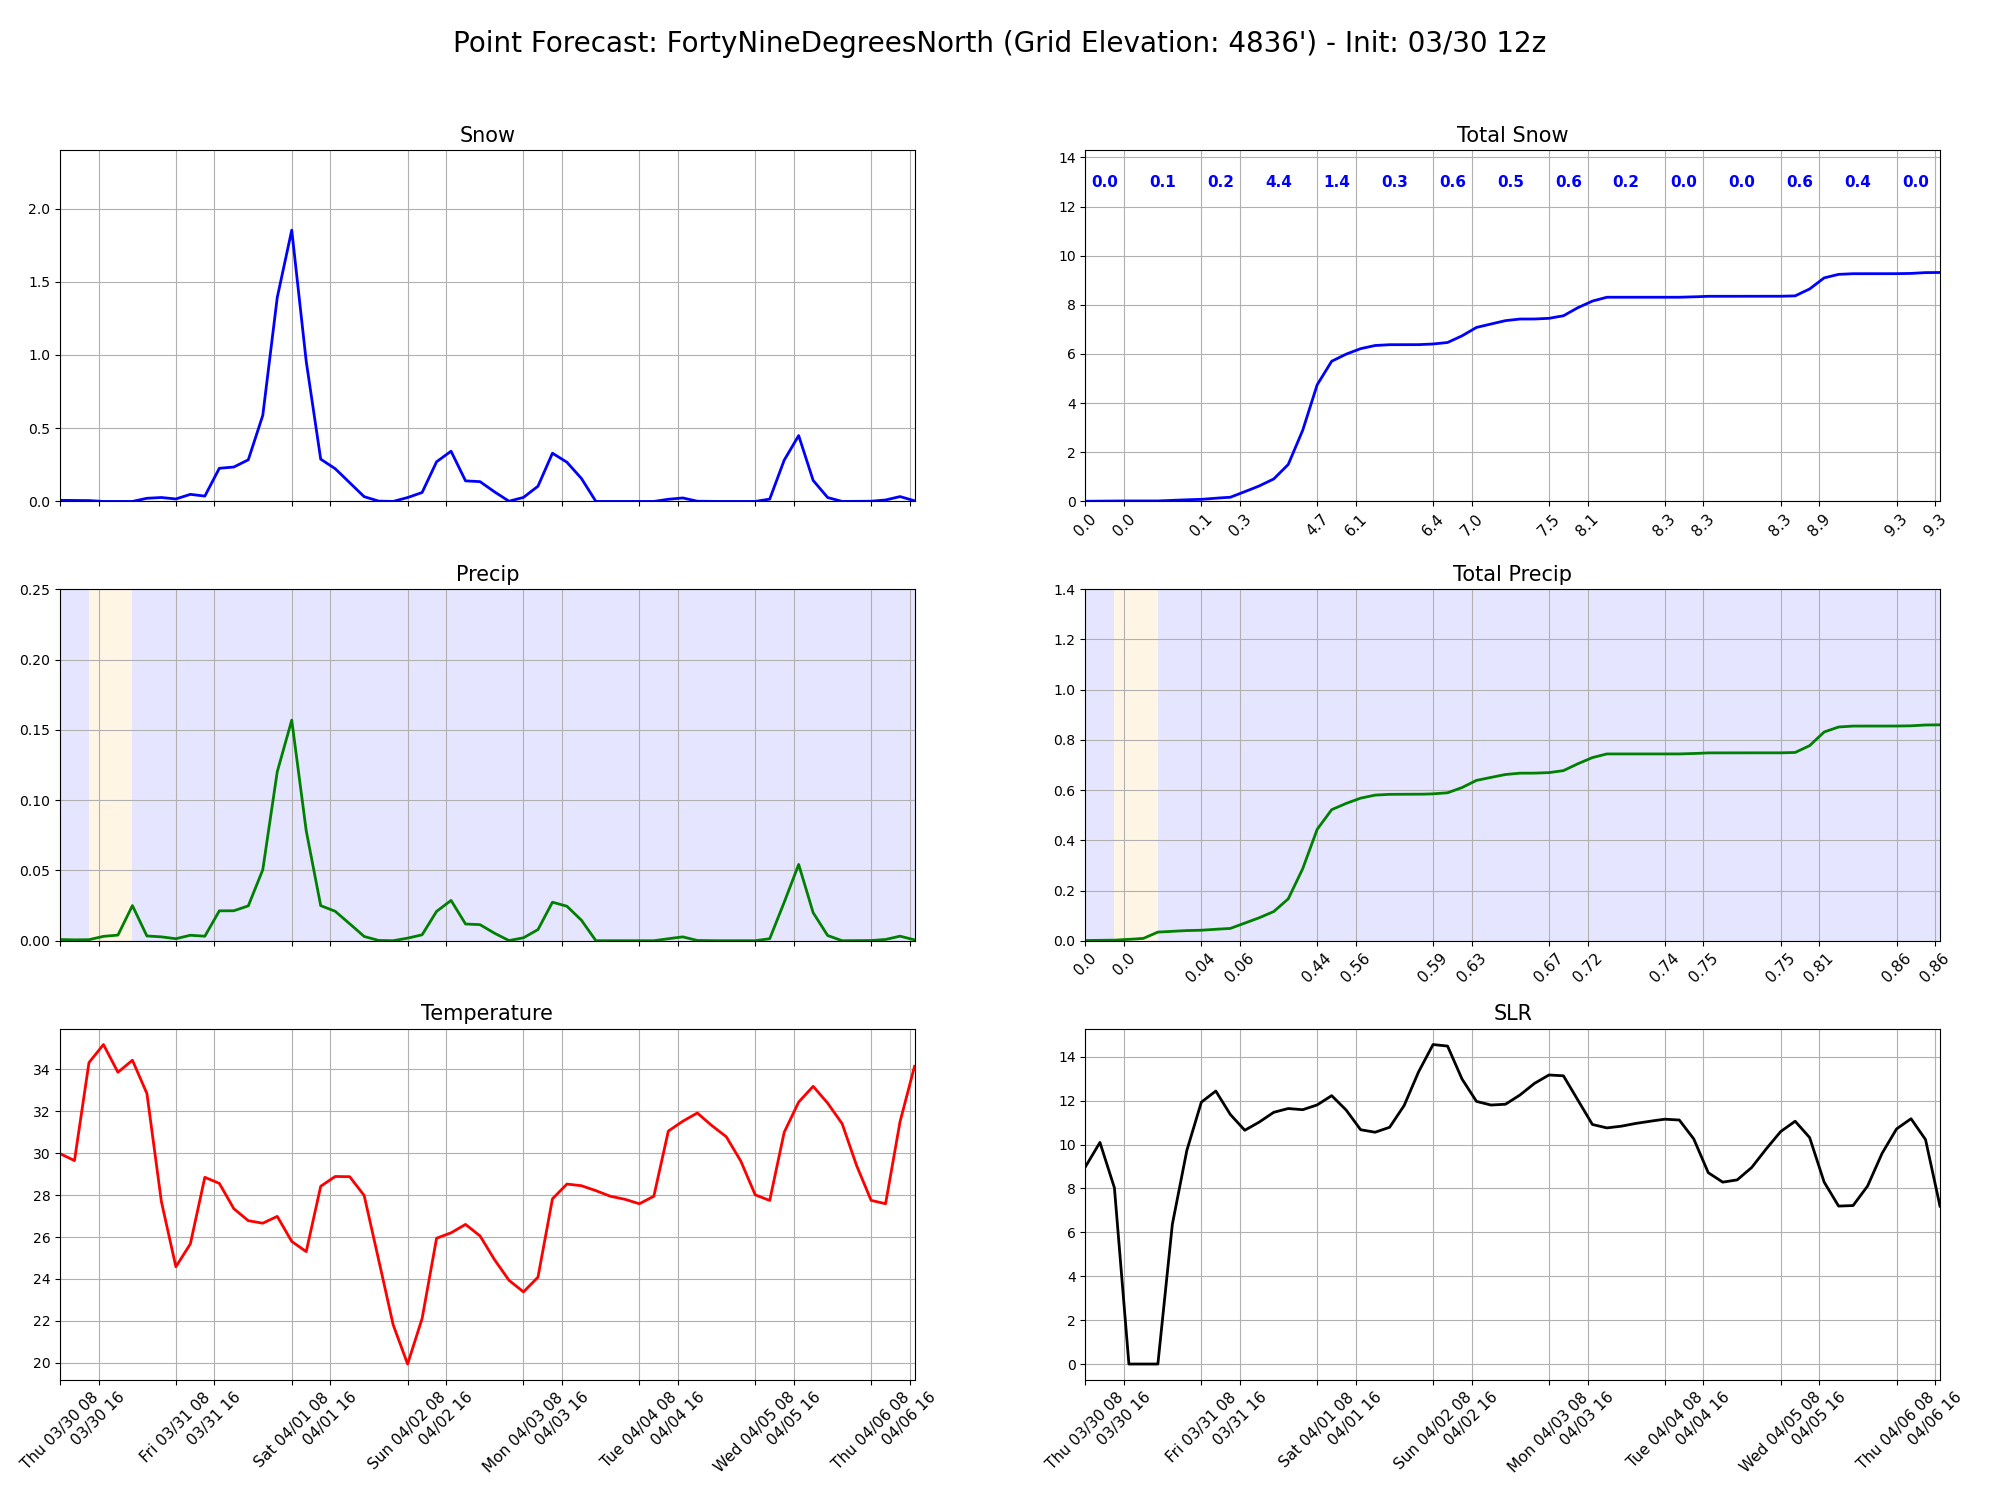 Point Forecast: FortyNineDegreesNorth (Grid Elevation: 4836') - Init: 03/30 12z
Snow
2.0
1.5
1.0
0.5
0.0
Total Snow
14
12
10
8
6
4
2
0
0.0 0.1 0.2 4.4 1.4 0.3 0.6 0.5 0.6 0.2 0.0 0.0 0.6 0.4 0.0
0.0 0.0 0.1 0.3 4.7 6.1 6.4 7.0 7.5 8.1 8.3 8.3 8.3 8.9 9.3 9.3
Precip
0.25
0.20
0.15
0.10
0.05
0.00
Total Precip
1.4
1.2
1.0
0.8
0.6
0.4
0.2
0.0
0.0 0.0 0.04 0.06 0.44 0.56 0.59 0.63 0.67 0.72 0.74 0.75 0.75 0.81 0.86 0.86
Temperature
34
32
30
28
26
24
22
20
Thu 03/30 08
03/30 16
Fri 03/31 08
03/31 16
Sat 04/01 08
04/01 16
Sun 04/02 08
04/02 16
Mon 04/03 08
04/03 16
Tue 04/04 08
04/04 16
Wed 04/05 08
04/05 16
Thu 04/06 08
04/06 16
SLR
14
12
10
8
6
4
2
0
Thu 03/30 08
03/30 16
Fri 03/31 08
03/31 16
Sat 04/01 08
04/01 16
Sun 04/02 08
04/02 16
Mon 04/03 08
04/03 16
Tue 04/04 08
04/04 16
Wed 04/05 08
04/05 16
Thu 04/06 08
04/06 16